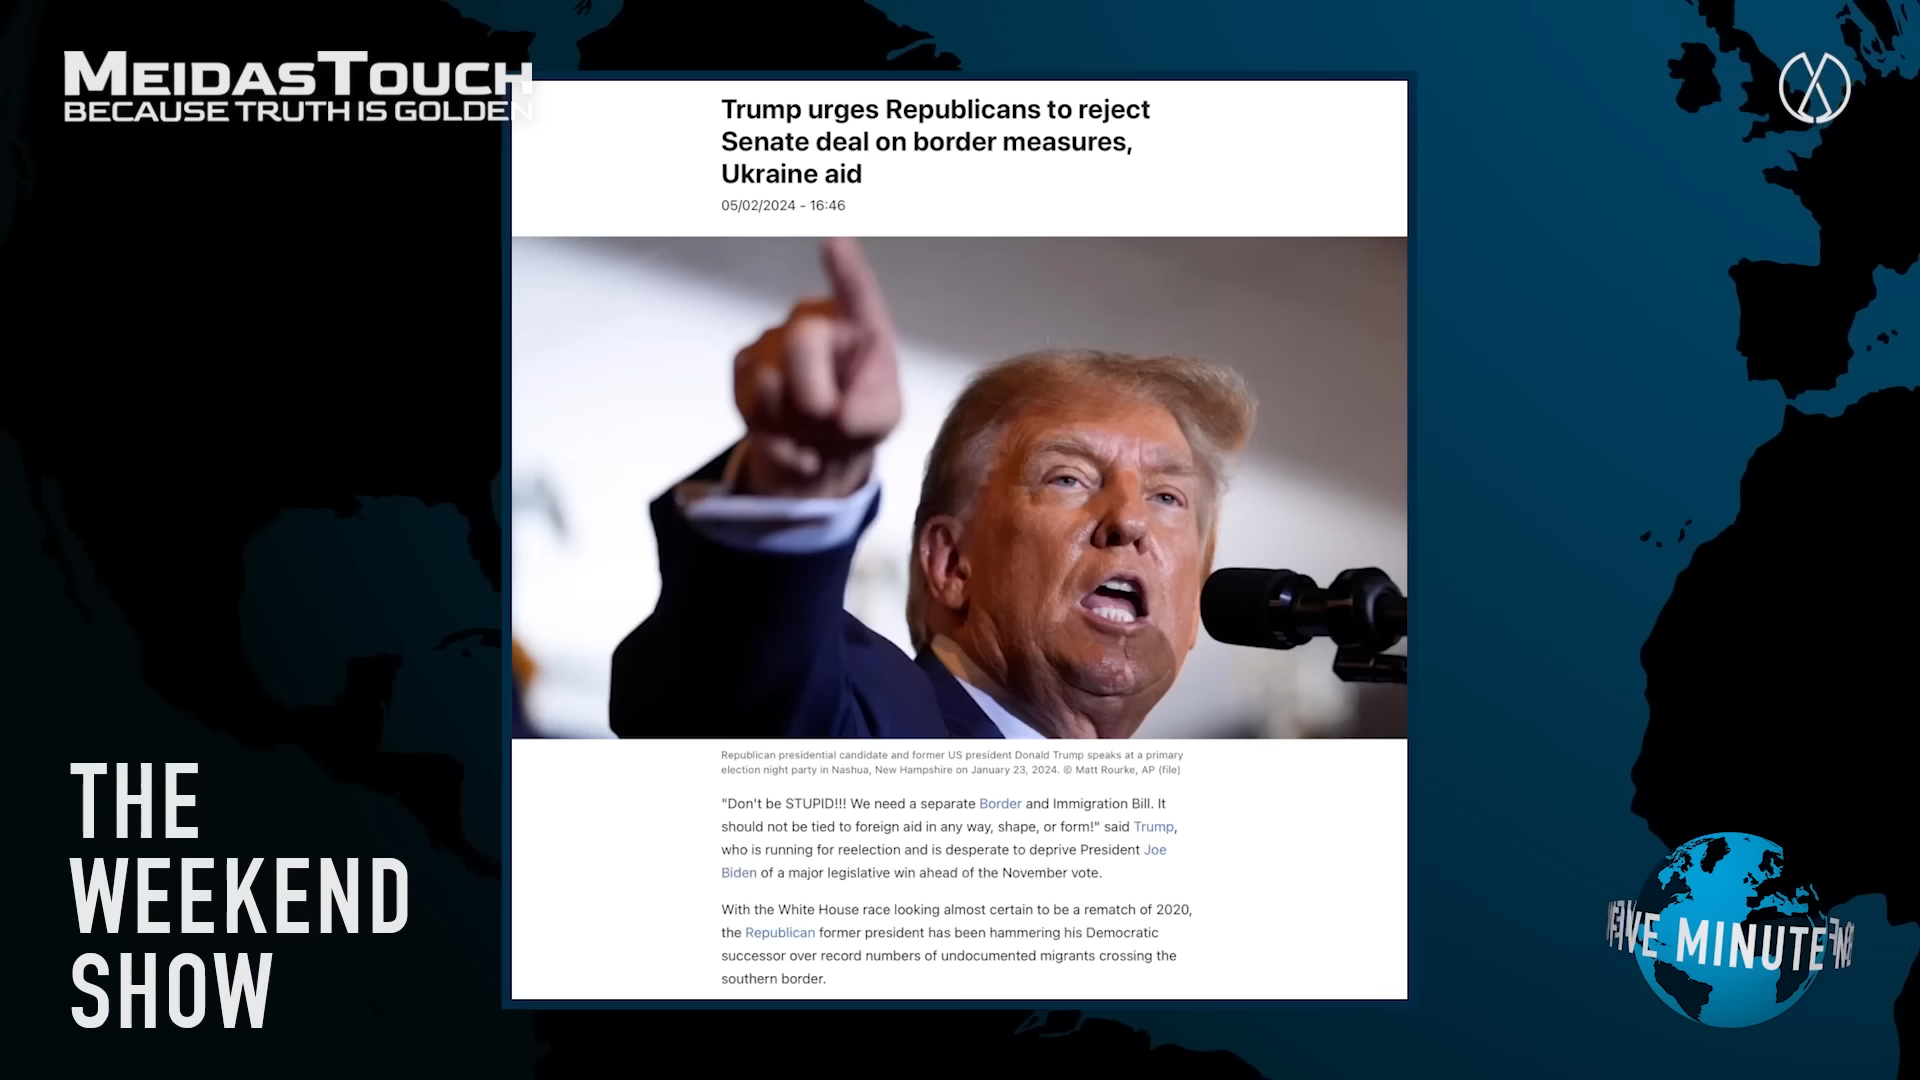 MEIDASTOUCH
BECAUSE TRUTH IS GOLDEN
Trump urges Republicans to reject
Senate deal on border measures,
Ukraine aid
05/02/2024 - 16:46
Republican presidential candidate and former US president Donald Trump speaks at a primary
election night party in Nashua, New Hampshire on January 23, 2024. © Matt Rourke, AP (file)
"Don't be STUPID!!! We need a separate Border and Immigration Bill. It
should not be tied to foreign aid in any way, shape, or form!" said Trump,
who is running for reelection and is desperate to deprive President Joe
Biden of a major legislative win ahead of the November vote.
With the White House race looking almost certain to be a rematch of 2020,
the Republican former president has been hammering his Democratic
successor over record numbers of undocumented migrants crossing the
southern border.
THE
WEEKEND
SHOW
FIVE MINUTE